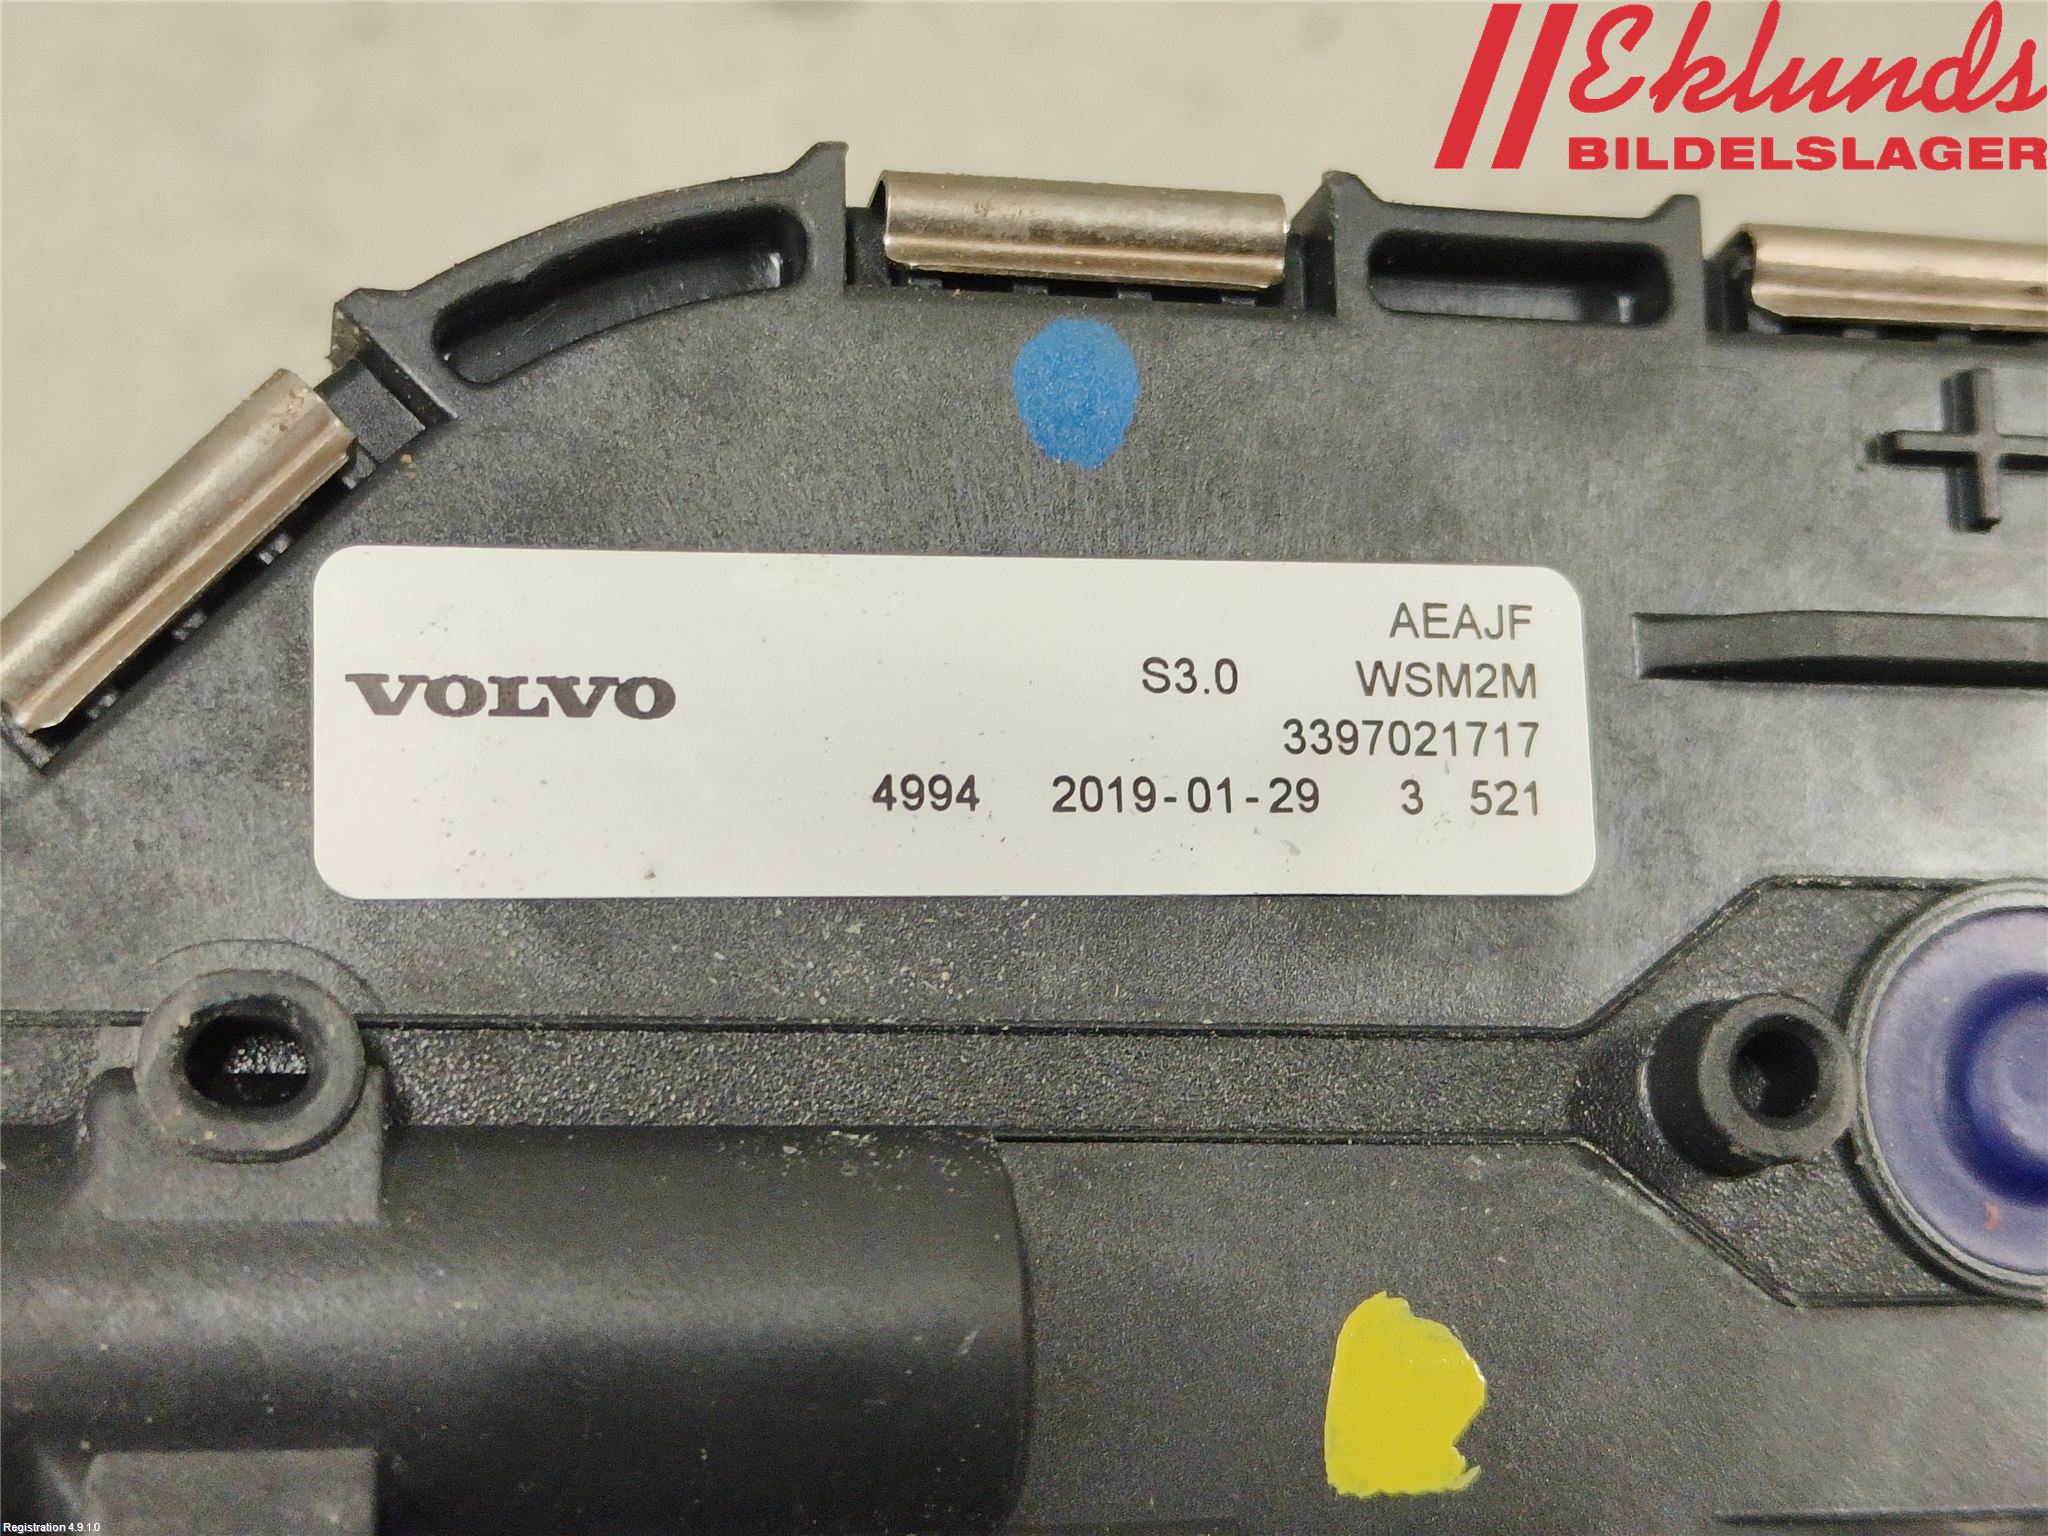 Eklunds
BILDELSLAGER
AEAJF
VOLVO S3.0 WSM2M
3397021717
4994 2019-01-29 3 521
Registration 4.9.1.0